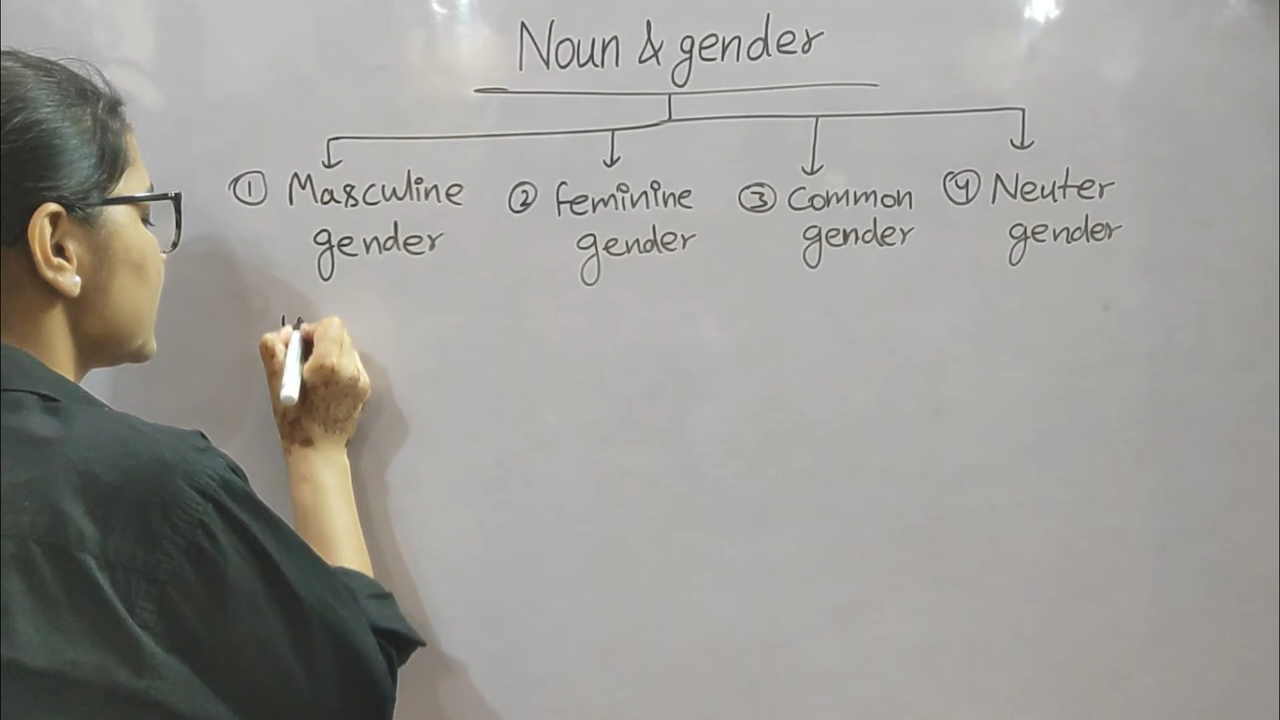 Noun & gender
① Masculine gender
② Feminine gender
③ Common gender
④ Neuter gender